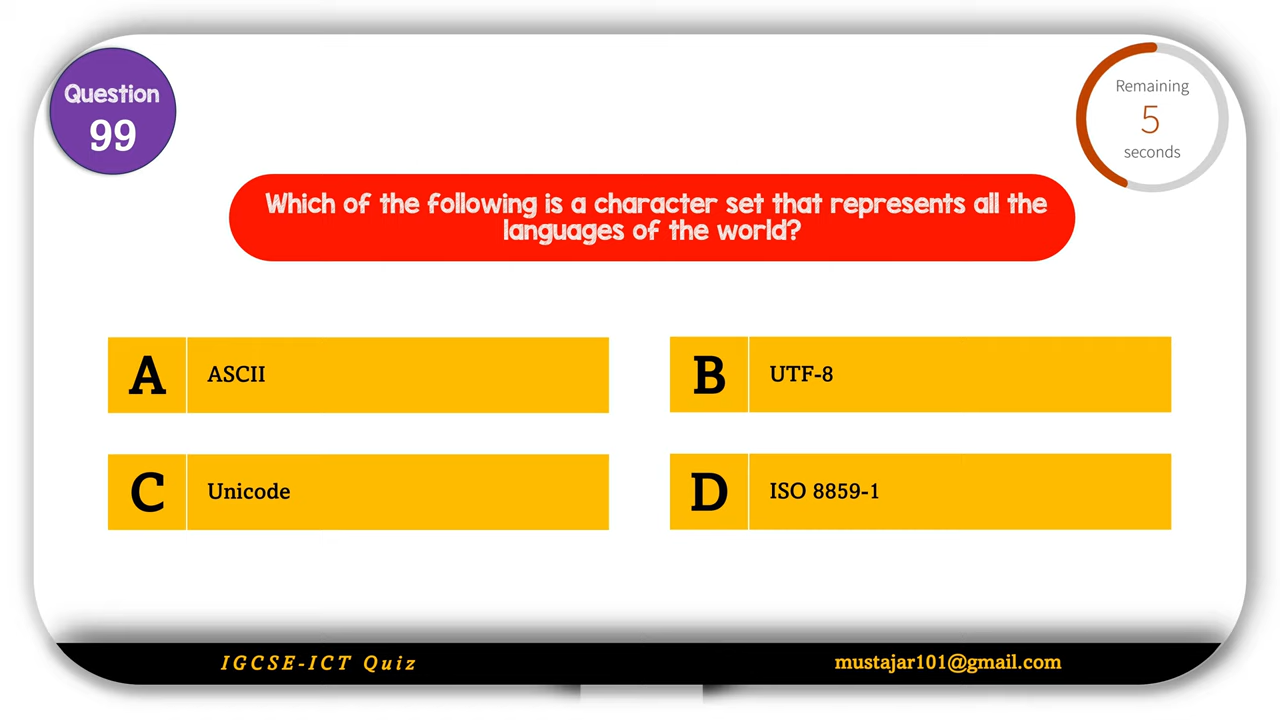 Question
99
Remaining
5
seconds
Which of the following is a character set that represents all the
languages of the world?
A ASCII
B UTF-8
C Unicode
D ISO 8859-1
IGCSE-ICT Quiz
mustajar101@gmail.com